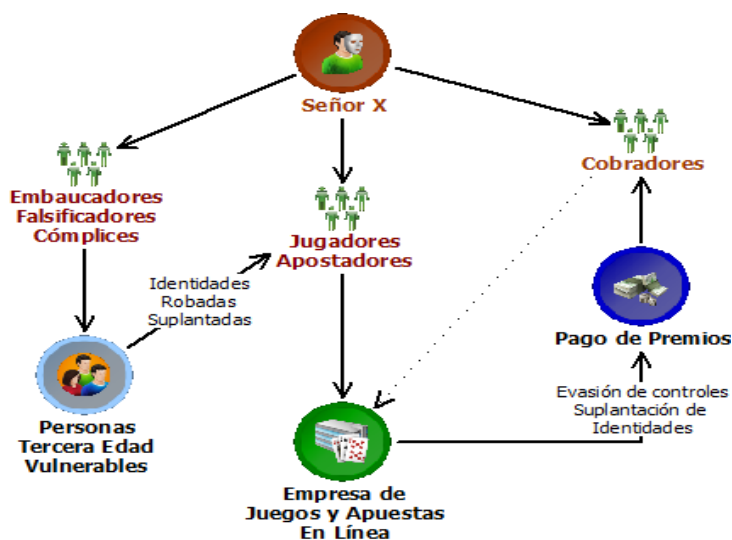 Señor X
Embaucadores
Falsificadores
Cómplices
Cobradores
Jugadores
Apostadores
Identidades
Robadas
Suplantadas
Pago de Premios
Personas
Tercera Edad
Vulnerables
Evasión de controles
Suplantación de
Identidades
Empresa de
Juegos y Apuestas
En Línea